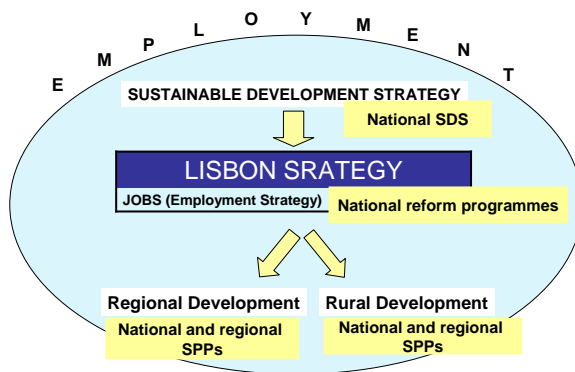 EMPLOYMENT
SUSTAINABLE DEVELOPMENT STRATEGY
National SDS
LISBON SRATEGY
JOBS (Employment Strategy)
National reform programmes
Regional Development
Rural Development
National and regional
SPPs
National and regional
SPPs